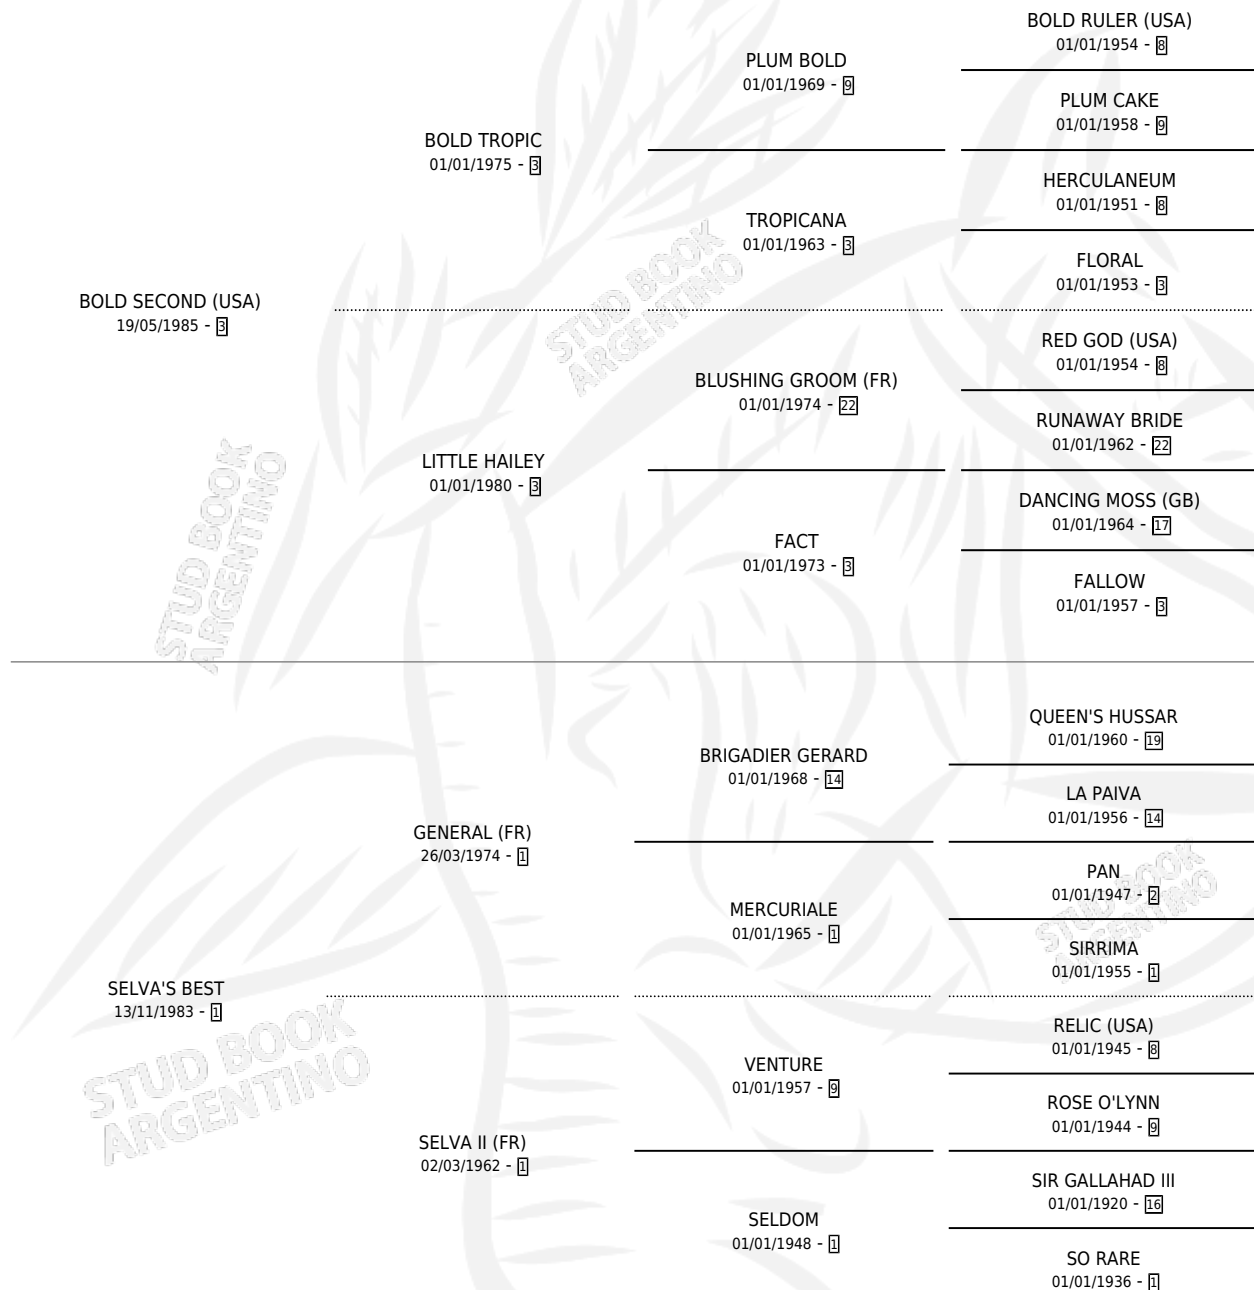 BOLD RULER (USA)
01/01/1954 - 8
PLUM BOLD
01/01/1969 - 9
PLUM CAKE
01/01/1958 - 9
BOLD TROPIC
01/01/1975 - 3
HERCULANEUM
01/01/1951 - 8
TROPICANA
01/01/1963 - 3
FLORAL
01/01/1953 - 3
BOLD SECOND (USA)
19/05/1985 - 3
RED GOD (USA)
01/01/1954 - 8
BLUSHING GROOM (FR)
01/01/1974 - 22
RUNAWAY BRIDE
01/01/1962 - 22
LITTLE HAILEY
01/01/1980 - 3
DANCING MOSS (GB)
01/01/1964 - 17
FACT
01/01/1973 - 3
FALLOW
01/01/1957 - 3
QUEEN'S HUSSAR
01/01/1960 - 19
BRIGADIER GERARD
01/01/1968 - 14
LA PAIVA
01/01/1956 - 14
GENERAL (FR)
26/03/1974 - 1
PAN
01/01/1947 - 2
MERCURIALE
01/01/1965 - 1
SIRRIMA
01/01/1955 - 1
SELVA'S BEST
13/11/1983 - 1
RELIC (USA)
01/01/1945 - 8
VENTURE
01/01/1957 - 9
ROSE O'LYNN
01/01/1944 - 9
SELVA II (FR)
02/03/1962 - 1
SIR GALLAHAD III
01/01/1920 - 16
SELDOM
01/01/1948 - 1
SO RARE
01/01/1936 - 1
STUD BOOK
ARGENTINO
STUD BOOK
ARGENTINO
STUD BOOK
ARGENTINO
STUD BOOK
ARGENTINO